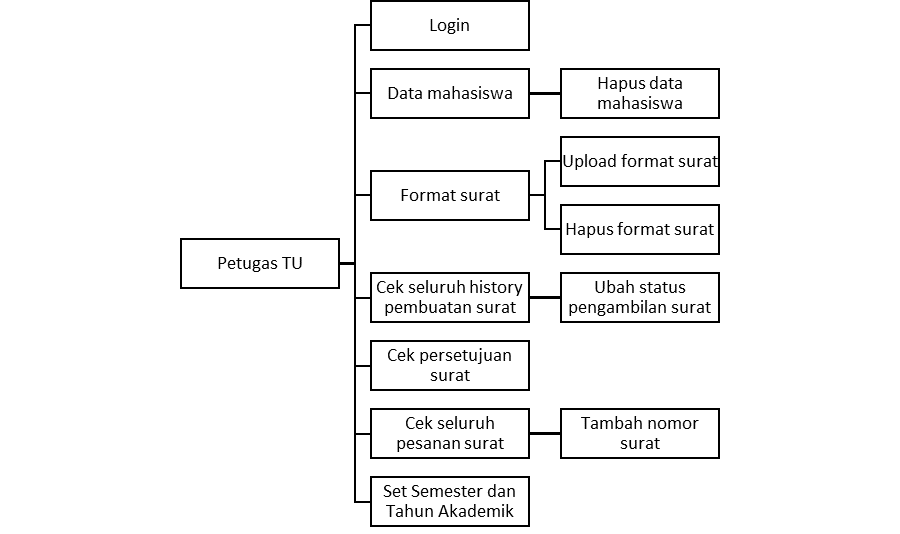 Login
Data mahasiswa
Hapus data
mahasiswa
Upload format surat
Format surat
Hapus format surat
Petugas TU
Cek seluruh history
pembuatan surat
Ubah status
pengambilan surat
Cek persetujuan
surat
Cek seluruh
pesanan surat
Tambah nomor
surat
Set Semester dan
Tahun Akademik